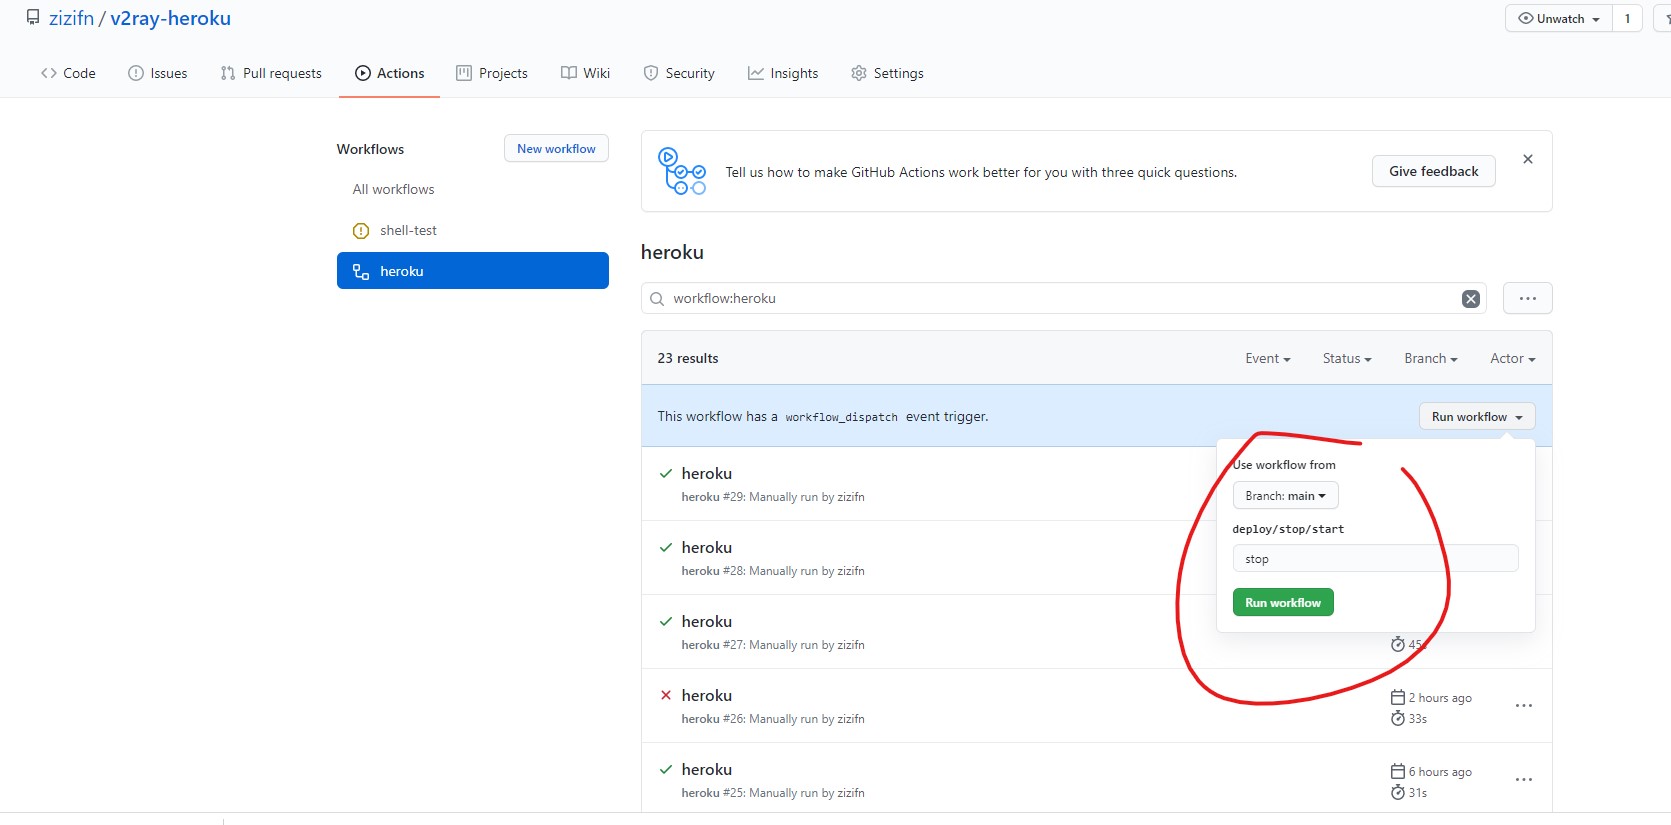 zizifn / v2ray-heroku
Unwatch 1
Code Issues Pull requests Actions Projects Wiki Security Insights Settings
Workflows New workflow
All workflows
shell-test
heroku
Tell us how to make GitHub Actions work better for you with three quick questions. Give feedback
heroku
workflow:heroku
23 results Event Status Branch Actor
This workflow has a workflow_dispatch event trigger. Run workflow
Use workflow from
Branch: main
deploy/stop/start
stop
Run workflow
heroku
heroku #29: Manually run by zizifn
heroku
heroku #28: Manually run by zizifn
heroku
heroku #27: Manually run by zizifn 45s
heroku 2 hours ago
heroku #26: Manually run by zizifn 33s
heroku 6 hours ago
heroku #25: Manually run by zizifn 31s